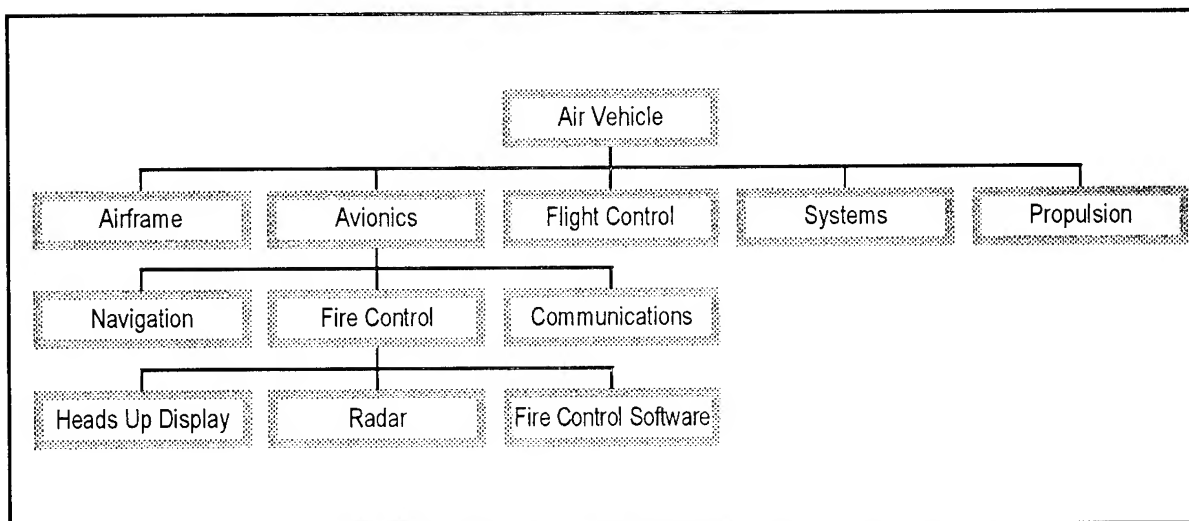 Air Vehicle
Airframe
Avionics
Flight Control
Systems
Propulsion
Navigation
Fire Control
Communications
Heads Up Display
Radar
Fire Control Software